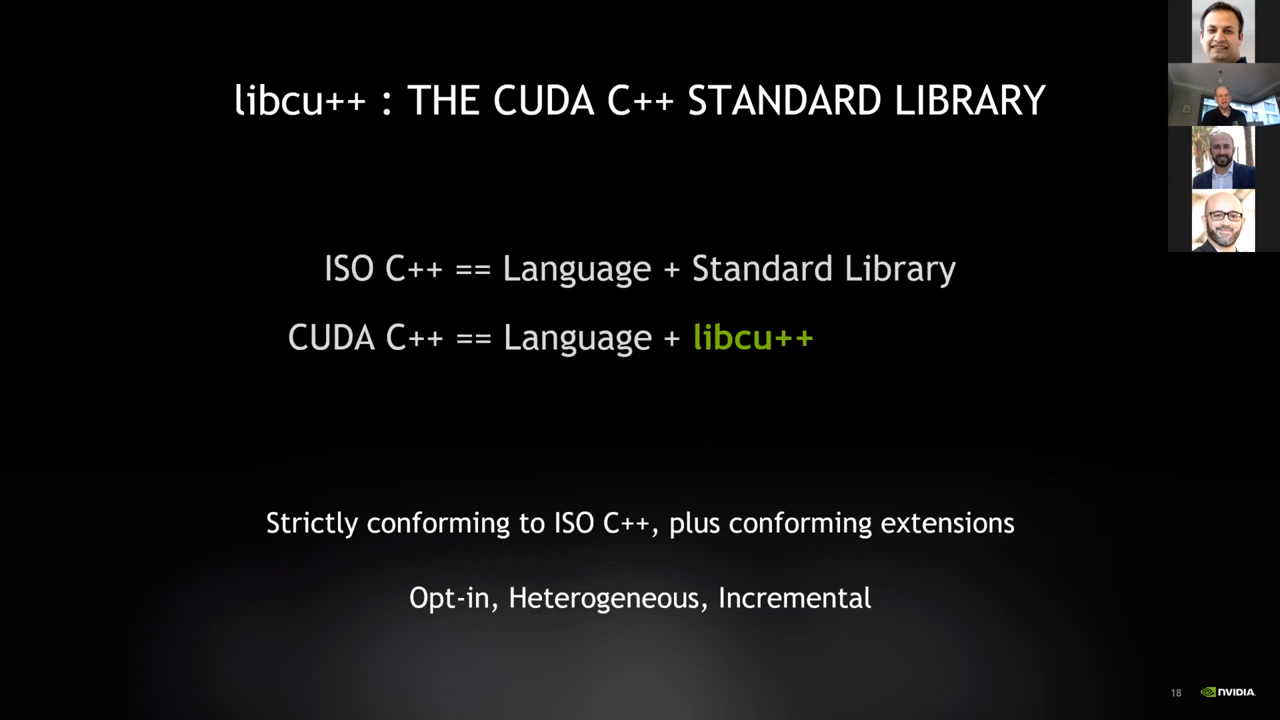 libcu++ : THE CUDA C++ STANDARD LIBRARY
ISO C++ == Language + Standard Library
CUDA C++ == Language + libcu++
Strictly conforming to ISO C++, plus conforming extensions
Opt-in, Heterogeneous, Incremental
18 NVIDIA.